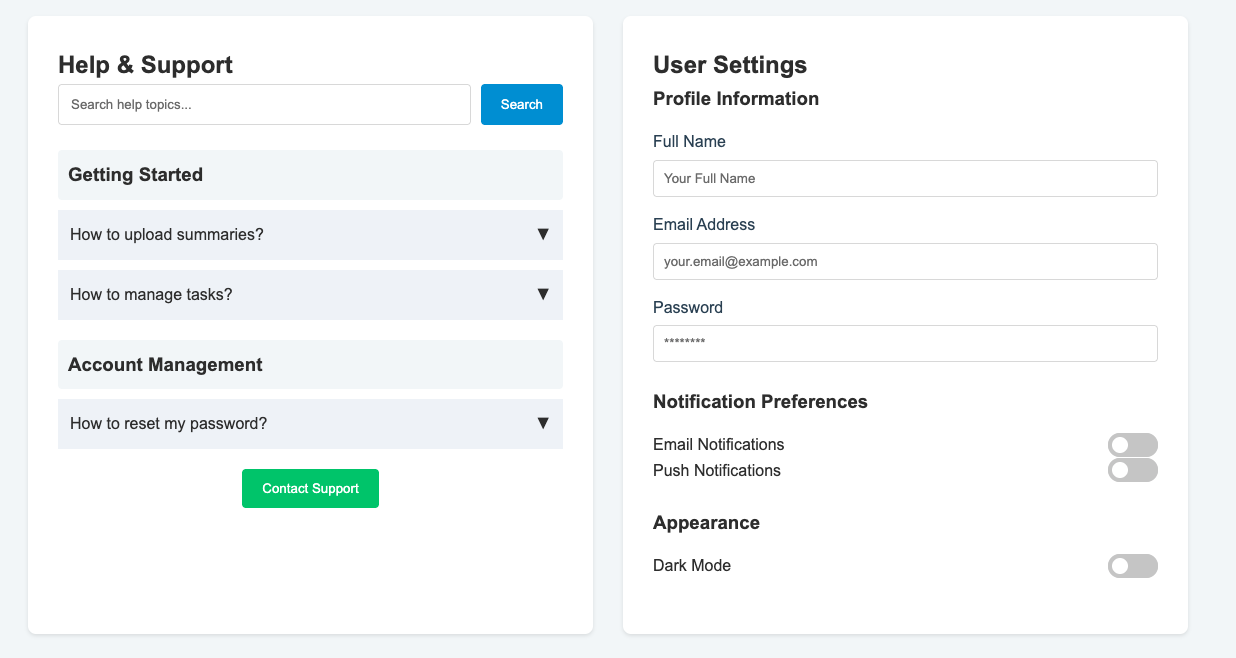 Help & Support
Search help topics...
Search
Getting Started
How to upload summaries?
▼
How to manage tasks?
▼
Account Management
How to reset my password?
▼
Contact Support
User Settings
Profile Information
Full Name
Your Full Name
Email Address
your.email@example.com
Password
********
Notification Preferences
Email Notifications
Push Notifications
Appearance
Dark Mode